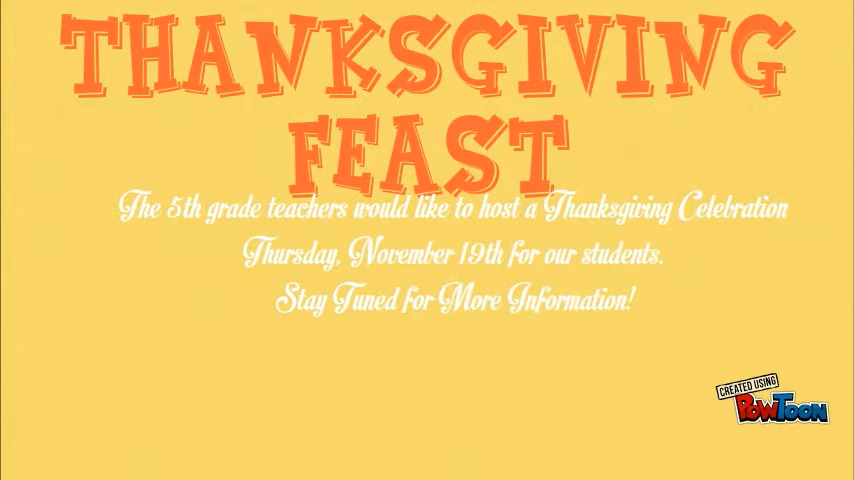 THANKSGIVING
FEAST
The 5th grade teachers would like to host a Thanksgiving Celebration
Thursday, November 19th for our students.
Stay Tuned for More Information!
CREATED USING
POWTOON